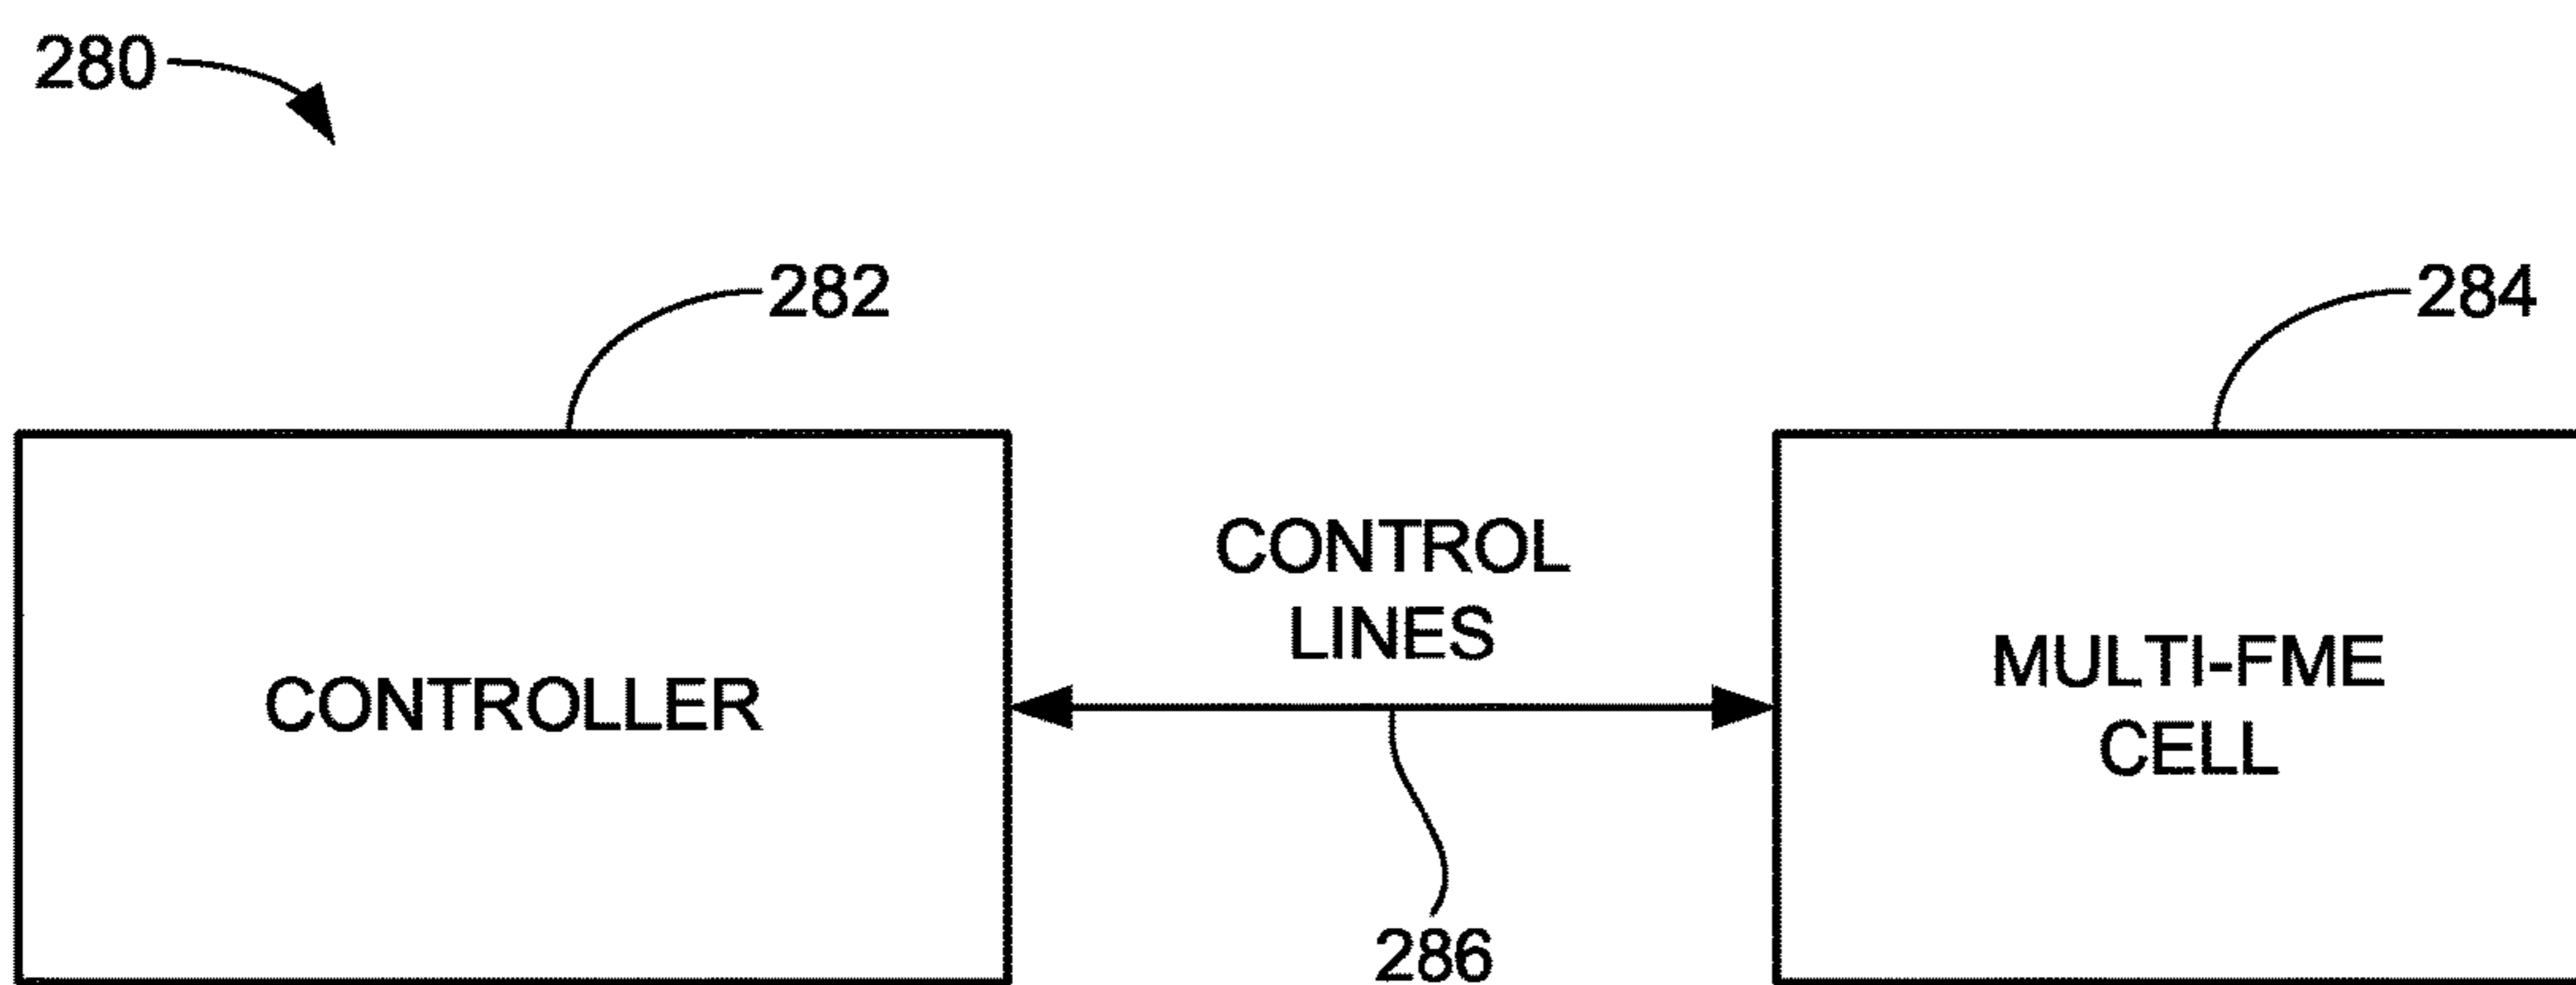 280
282
284
CONTROL
LINES
CONTROLLER
MULTI-FME
CELL
286